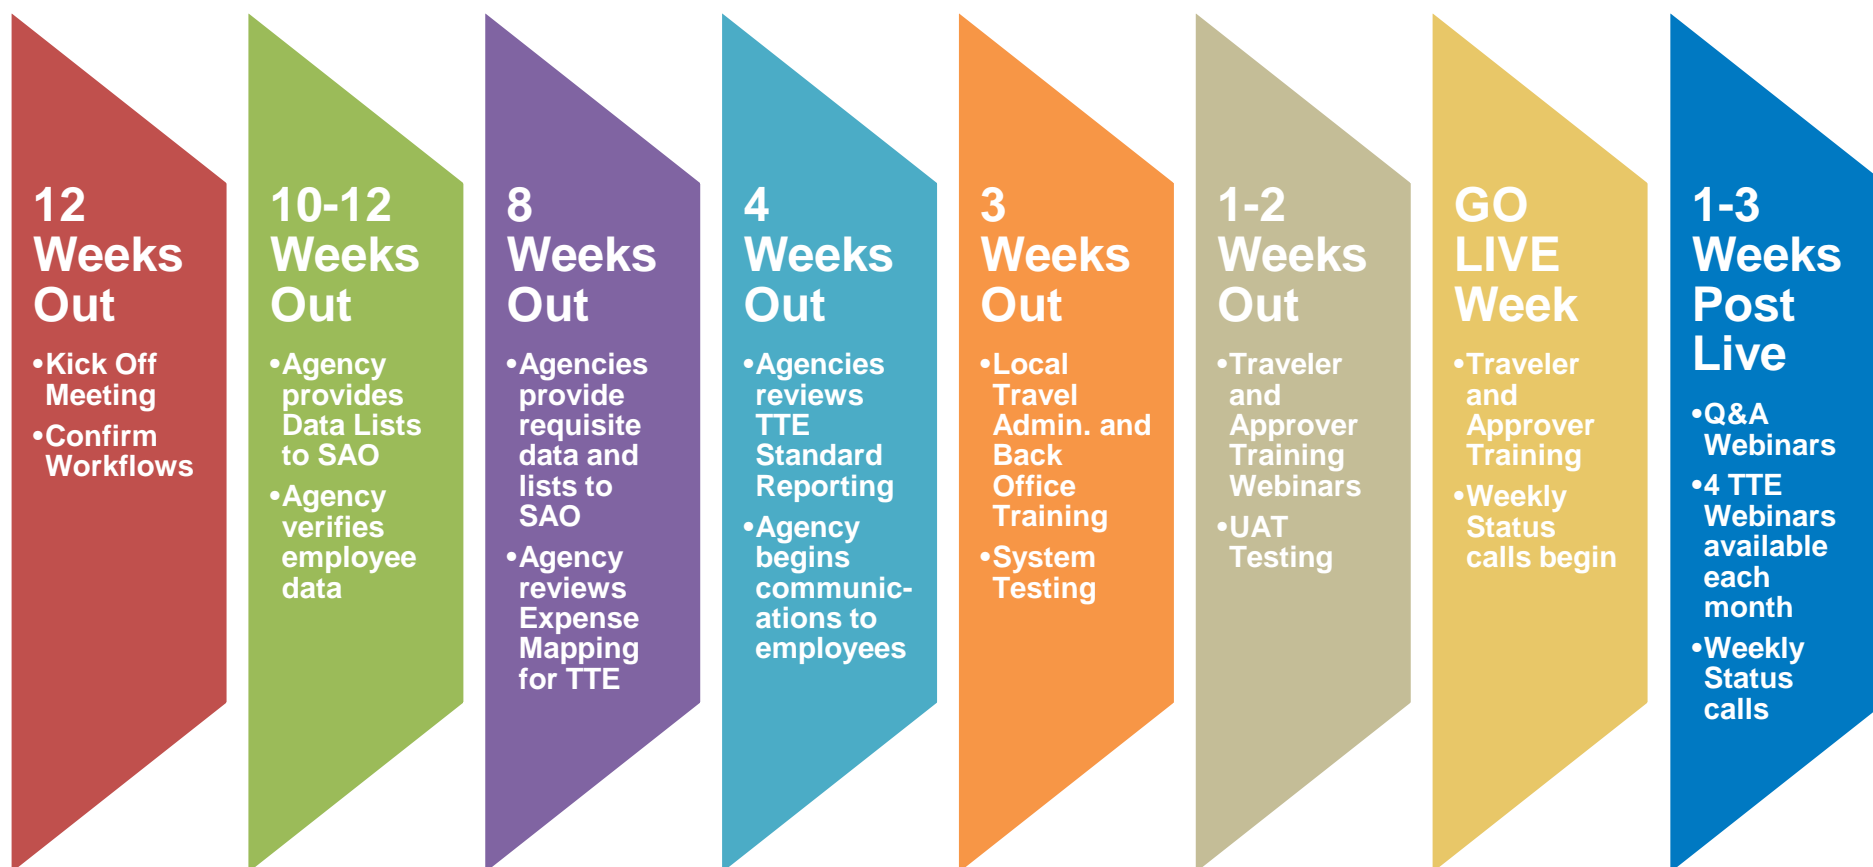 12
Weeks
Out
•Kick Off
Meeting
•Confirm
Workflows
10-12
Weeks
Out
•Agency
provides
Data Lists
to SAO
•Agency
verifies
employee
data
8
Weeks
Out
•Agencies
provide
requisite
data and
lists to
SAO
•Agency
reviews
Expense
Mapping
for TTE
4
Weeks
Out
•Agencies
reviews
TTE
Standard
Reporting
•Agency
begins
communic-
ations to
employees
3
Weeks
Out
•Local
Travel
Admin. and
Back
Office
Training
•System
Testing
1-2
Weeks
Out
•Traveler
and
Approver
Training
Webinars
•UAT
Testing
GO
LIVE
Week
•Traveler
and
Approver
Training
•Weekly
Status
calls begin
1-3
Weeks
Post
Live
•Q&A
Webinars
•4 TTE
Webinars
available
each
month
•Weekly
Status
calls